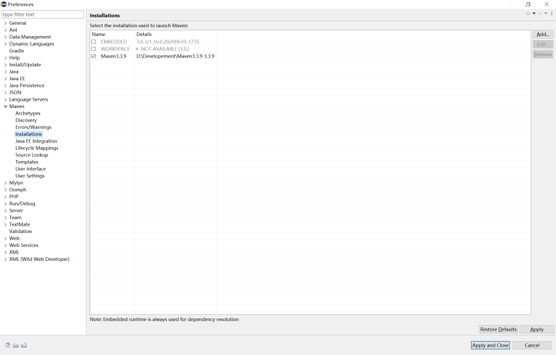 Preferences
type filter text
General
Ant
Data Management
Dynamic Languages
Gradle
Help
Install/Update
Java
Java EE
Java Persistence
JSON
Language Servers
Maven
Archetypes
Discovery
Errors/Warnings
Installations
Java EE Integration
Lifecycle Mappings
Source Lookup
Templates
User Interface
User Settings
Mylyn
Oomph
PHP
Run/Debug
Server
Team
TextMate
Validation
Web
Web Services
XML
XML (Wild Web Developer)
Installations
Select the installation used to launch Maven:
Name Details
EMBEDDED 3.6.3/1.16.0.20200610-1735
WORKSPACE NOT AVAILABLE [3.0,)
Maven3.3.9 D:\Developement\Maven3.3.9 3.3.9
Add...
Edit...
Remove
Note: Embedded runtime is always used for dependency resolution
Restore Defaults
Apply
Apply and Close
Cancel